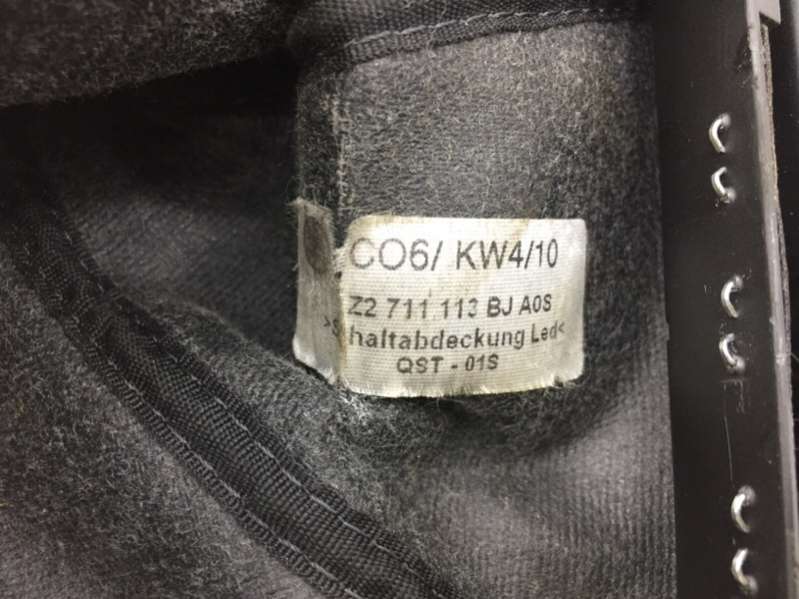 CO6/ KW4/10
Z2 711 113 BJ A0S
>Schaltabdeckung Led<
QST - 01S